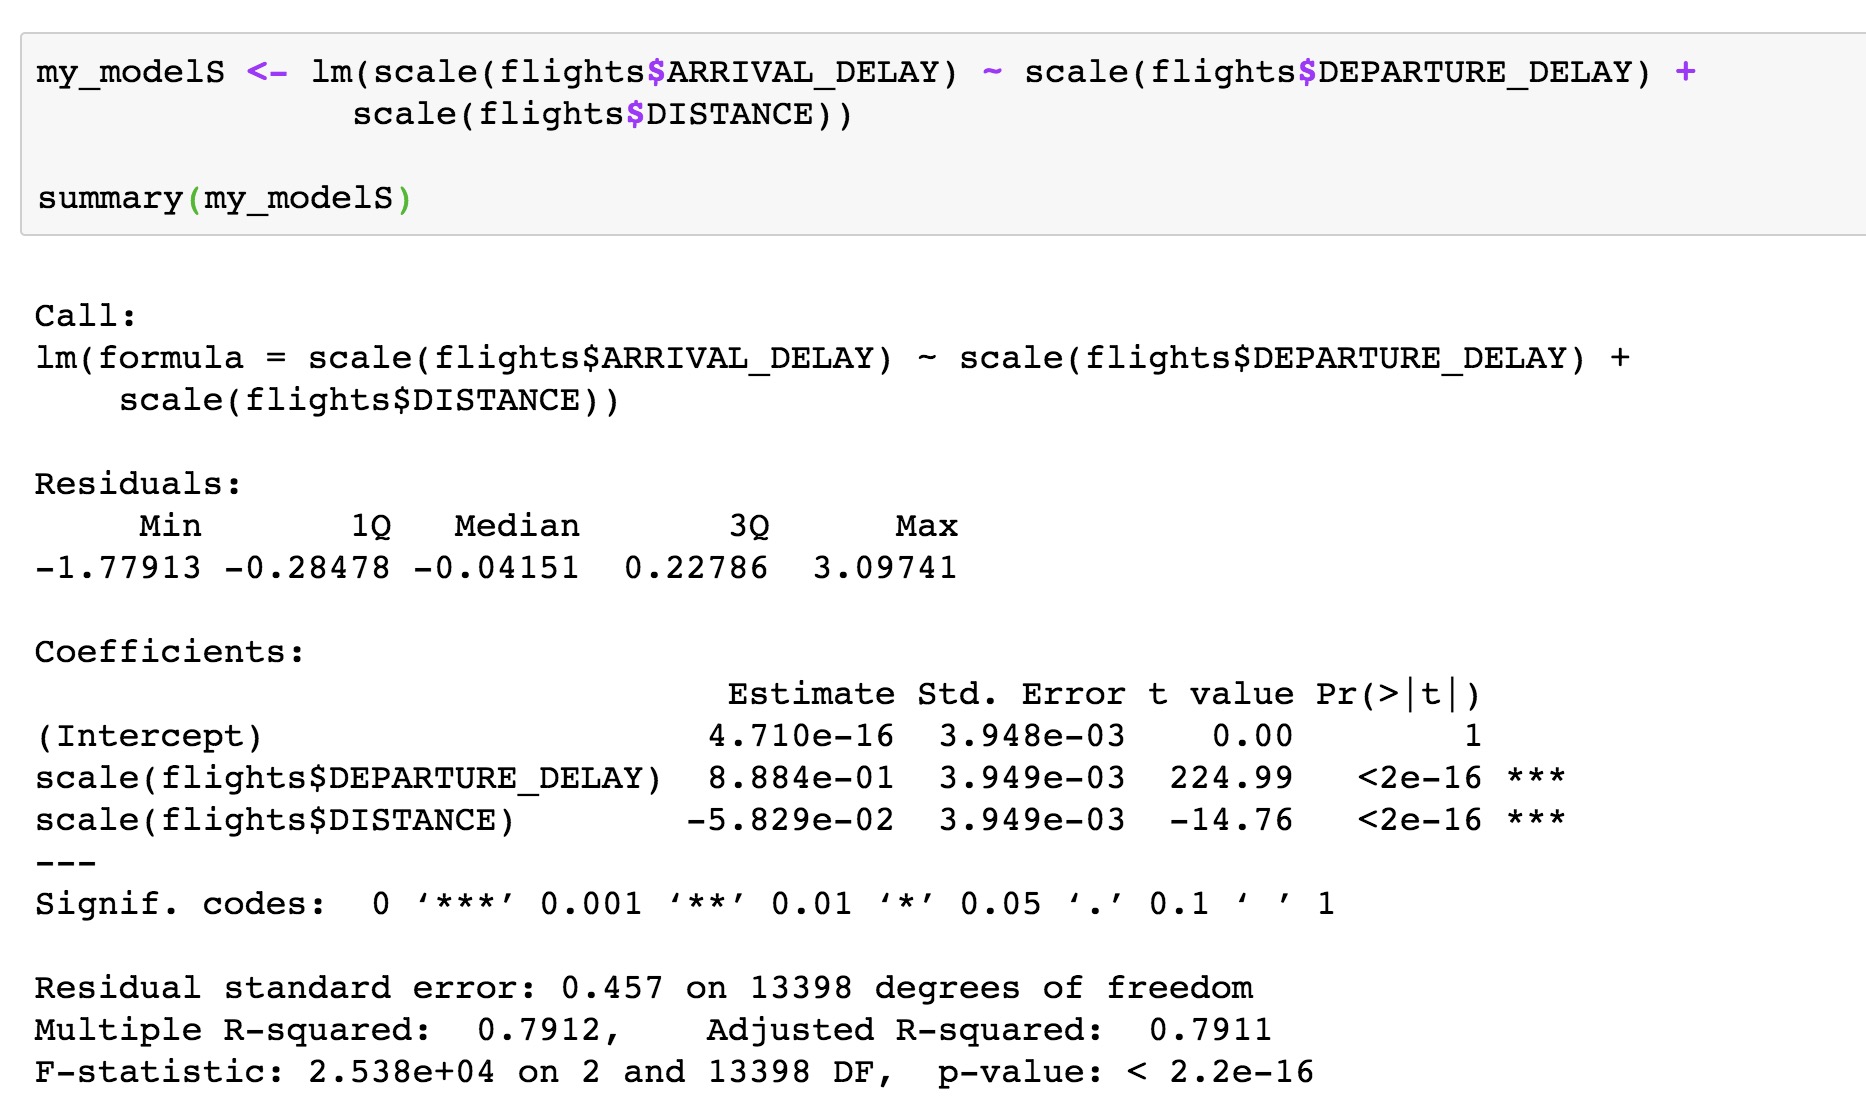 my_modelS <- lm(scale(flights$ARRIVAL_DELAY) ~ scale(flights$DEPARTURE_DELAY) +
scale(flights$DISTANCE))
summary(my_modelS)
Call:
lm(formula = scale(flights$ARRIVAL_DELAY) ~ scale(flights$DEPARTURE_DELAY) +
scale(flights$DISTANCE))
Residuals:
Min 1Q Median 3Q Max
-1.77913 -0.28478 -0.04151 0.22786 3.09741
Coefficients:
Estimate Std. Error t value Pr(>|t|)
(Intercept) 4.710e-16 3.948e-03 0.00 1
scale(flights$DEPARTURE_DELAY) 8.884e-01 3.949e-03 224.99 <2e-16 ***
scale(flights$DISTANCE) -5.829e-02 3.949e-03 -14.76 <2e-16 ***
---
Signif. codes: 0 ‘***’ 0.001 ‘**’ 0.01 ‘*’ 0.05 ‘.’ 0.1 ‘ ’ 1
Residual standard error: 0.457 on 13398 degrees of freedom
Multiple R-squared: 0.7912, Adjusted R-squared: 0.7911
F-statistic: 2.538e+04 on 2 and 13398 DF, p-value: < 2.2e-16